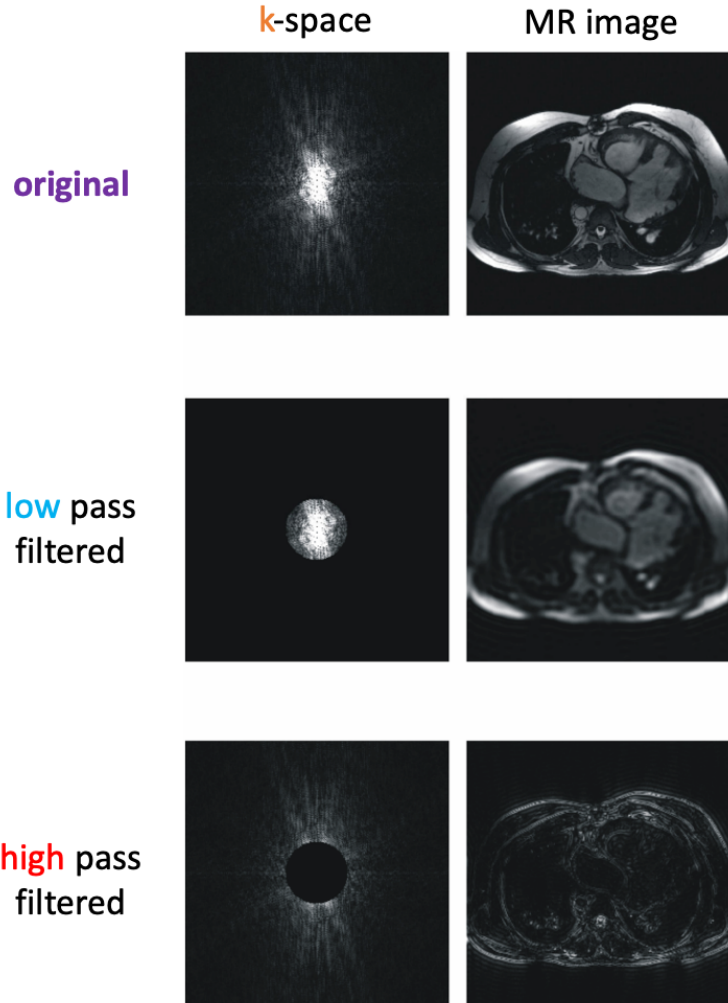 k-space
MR image
original
low pass
filtered
high pass
filtered